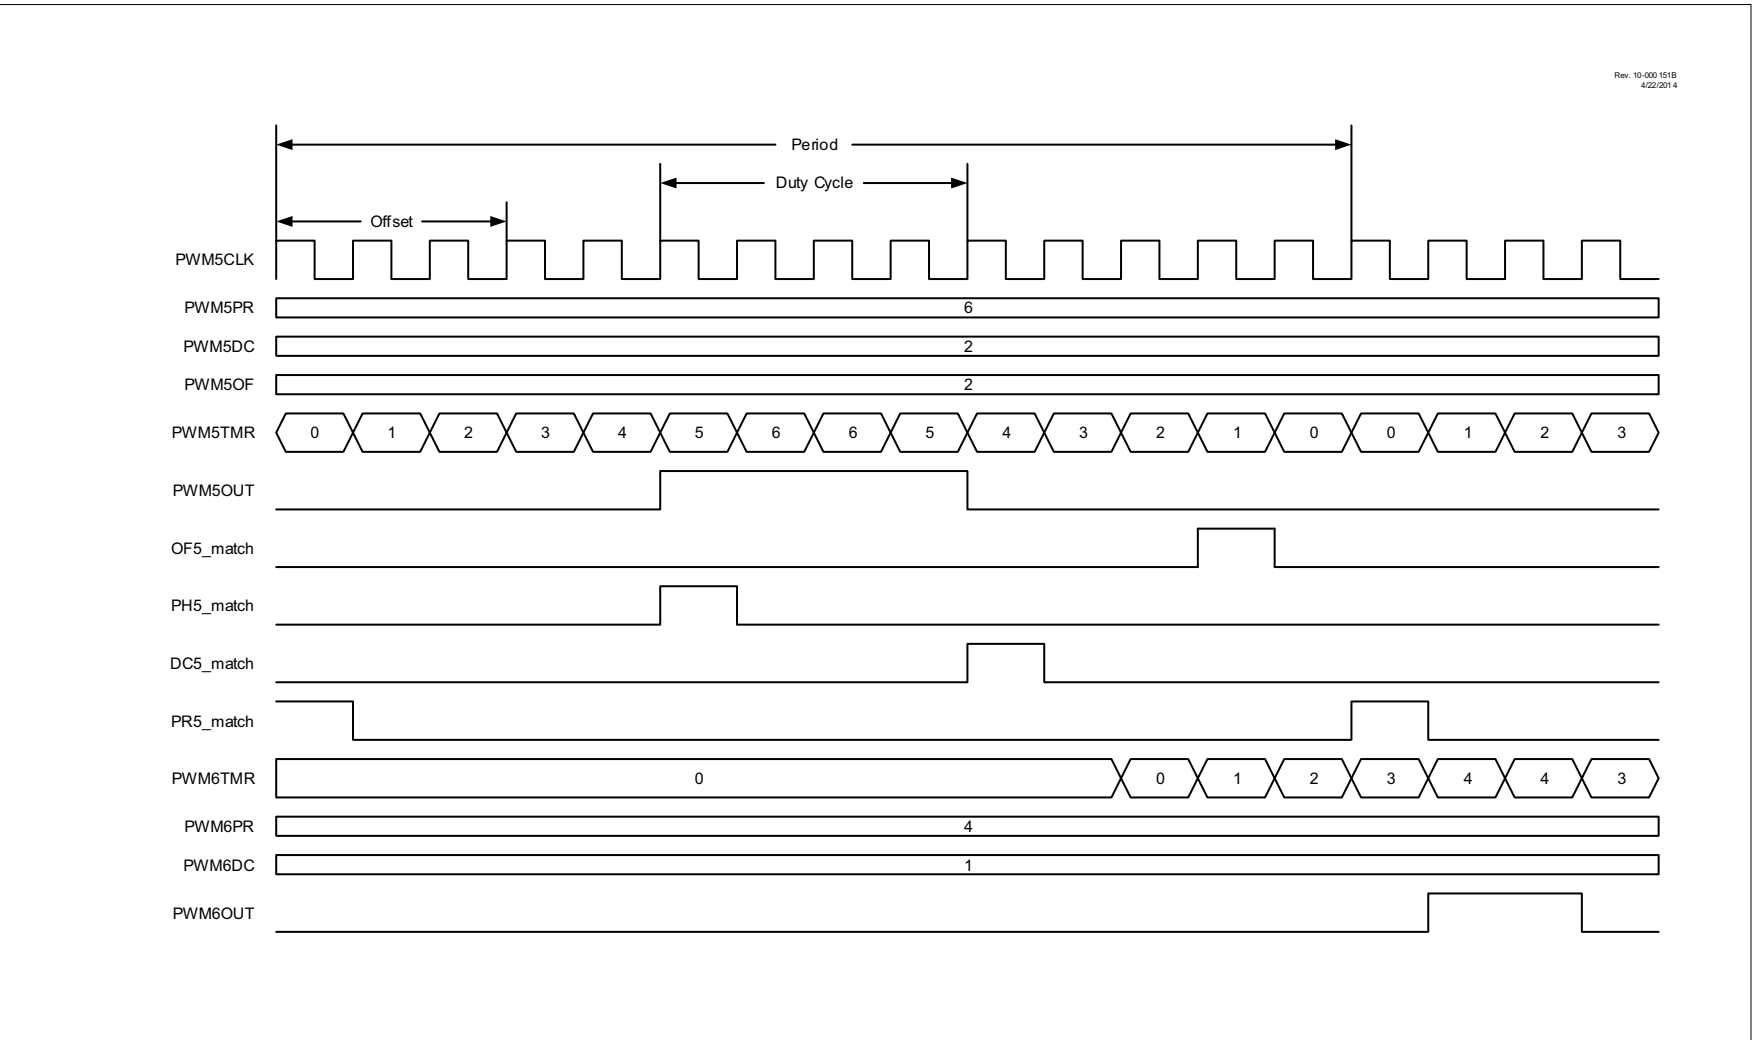 Rev. 10-000 151B
4/22/201 4
Period
Duty Cycle
Offset
PWM5CLK
PWM5PR 6
PWM5DC 2
PWM5OF 2
PWM5TMR 0 1 2 3 4 5 6 6 5 4 3 2 1 0 0 1 2 3
PWM5OUT
OF5_match
PH5_match
DC5_match
PR5_match
PWM6TMR 0 0 1 2 3 4 4 3
PWM6PR 4
PWM6DC 1
PWM6OUT